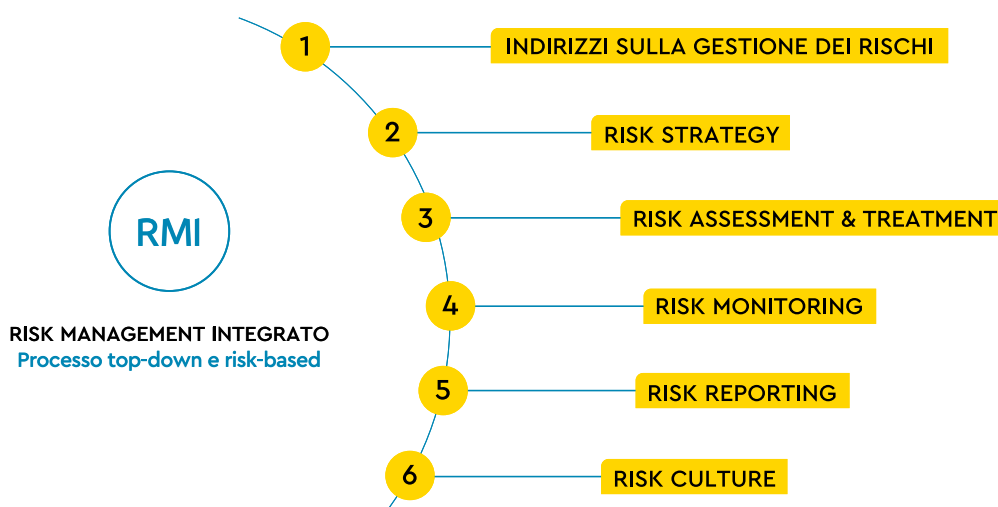 1
INDIRIZZI SULLA GESTIONE DEI RISCHI
2
RISK STRATEGY
3
RISK ASSESSMENT & TREATMENT
RMI
RISK MANAGEMENT INTEGRATO
Processo top-down e risk-based
4
RISK MONITORING
5
RISK REPORTING
6
RISK CULTURE